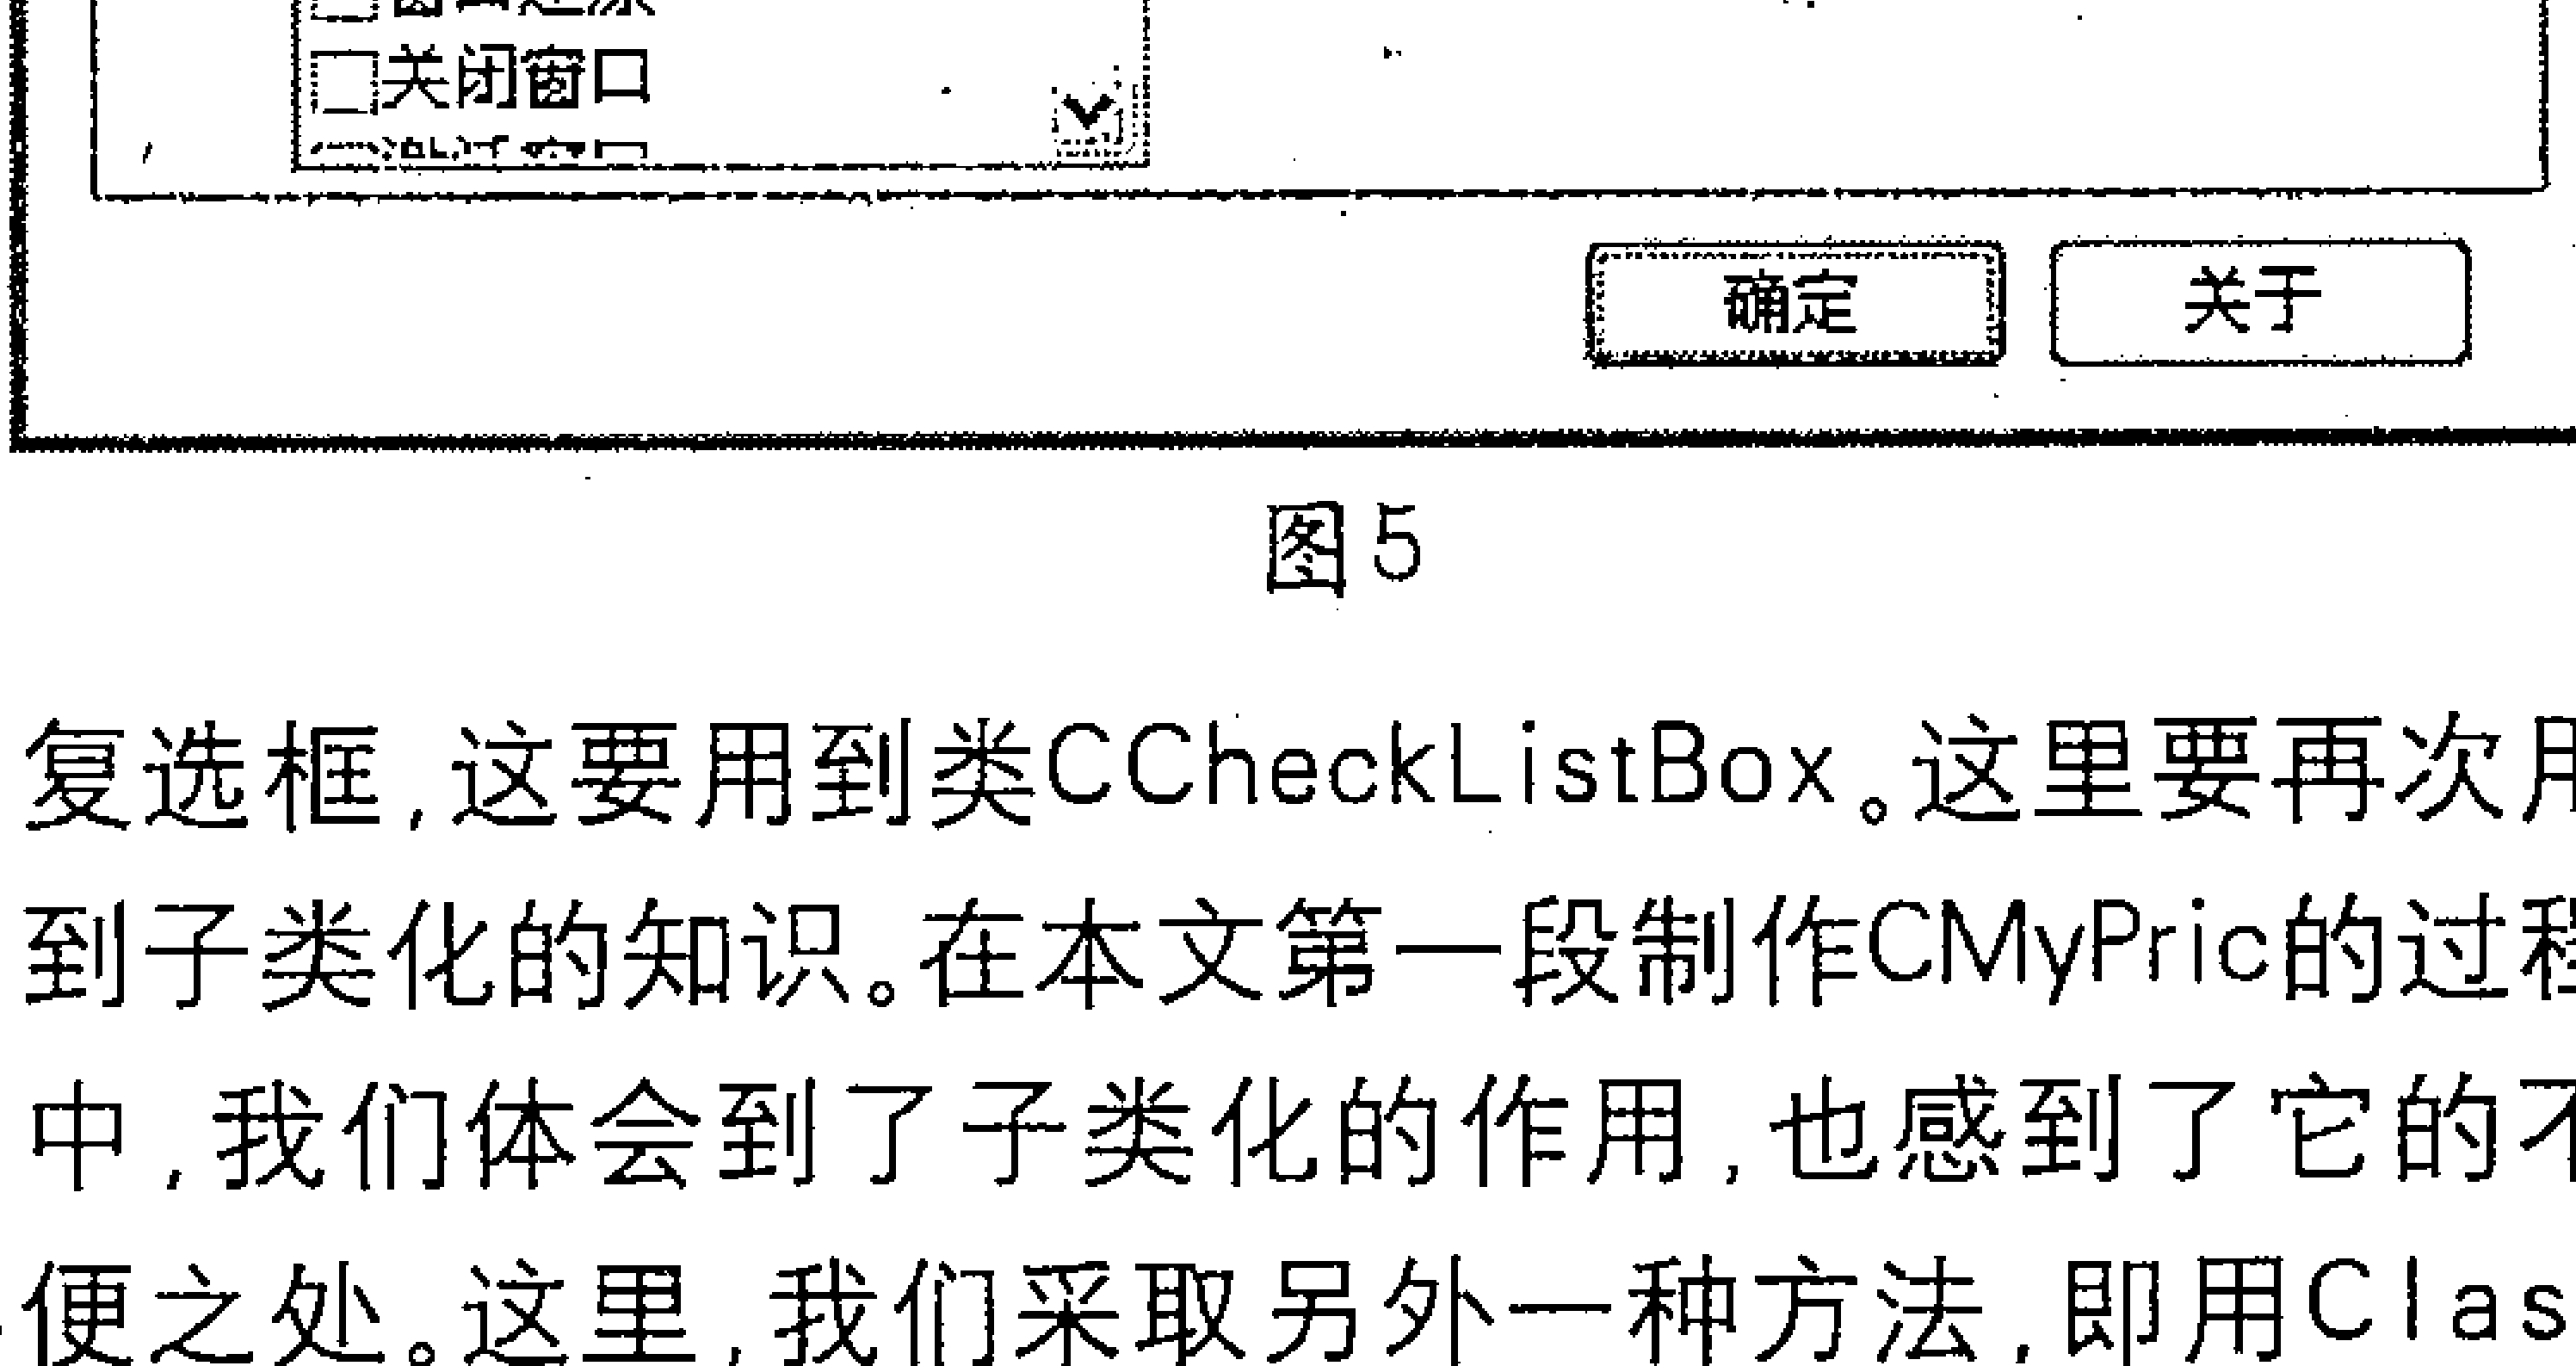 关闭窗口
确定
关于
图5
复选框,这要用到类CCheckListBox。这里要再次用
到子类化的知识。在本文第一段制作CMyPric的过程
中,我们体会到了子类化的作用,也感到了它的不
便之处。这里,我们采取另外一种方法,即用Clas